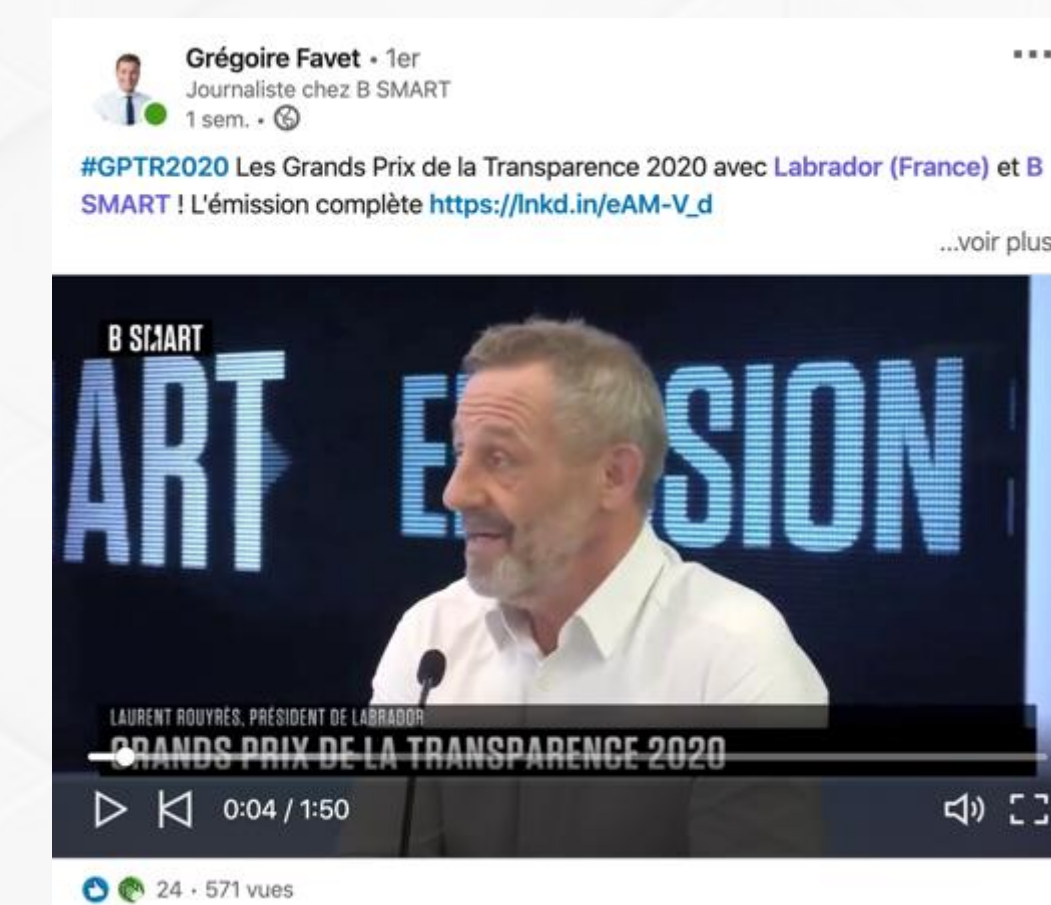 Grégoire Favet • 1er
Journaliste chez B SMART
1 sem. •
#GPTR2020 Les Grands Prix de la Transparence 2020 avec Labrador (France) et B
SMART ! L'émission complète https://lnkd.in/eAM-V_d
...voir plus
B SMART
ART EMISSION
LAURENT ROUYRÈS, PRÉSIDENT DE LABRADOR
GRANDS PRIX DE LA TRANSPARENCE 2020
0:04 / 1:50
24 • 571 vues